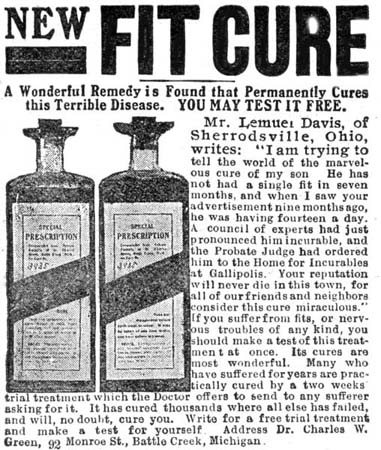 NEW FIT CURE
A Wonderful Remedy is Found that Permanently Cures
this Terrible Disease. YOU MAY TEST IT FREE.
Mr. Lemuel Davis, of
Sherrodsville, Ohio,
writes: "I am trying to
tell the world of the marvel-
ous cure of my son He has
not had a single fit in seven
months, and when I saw your
advertisement nine months ago,
he was having fourteen a day.
A council of experts had just
pronounced him incurable, and
the Probate Judge had ordered
him to the Home for Incurables
at Gallipolis. Your reputation
will never die in this town, for
all of our friends and neighbors
consider this cure miraculous."
If you suffer from fits, or nerv-
ous troubles of any kind, you
should make a test of this treat-
ment at once. Its cures are
most wonderful. Many who
have suffered for years are prac-
tically cured by a two weeks'
trial treatment which the Doctor offers to send to any sufferer
asking for it. It has cured thousands where all else has failed,
and will, no doubt, cure you. Write for a free trial treatment
and make a test for yourself. Address Dr. Charles W.
Green, 92 Monroe St., Battle Creek, Michigan.
SPECIAL
PRESCRIPTION
3925
SPECIAL
PRESCRIPTION
3925